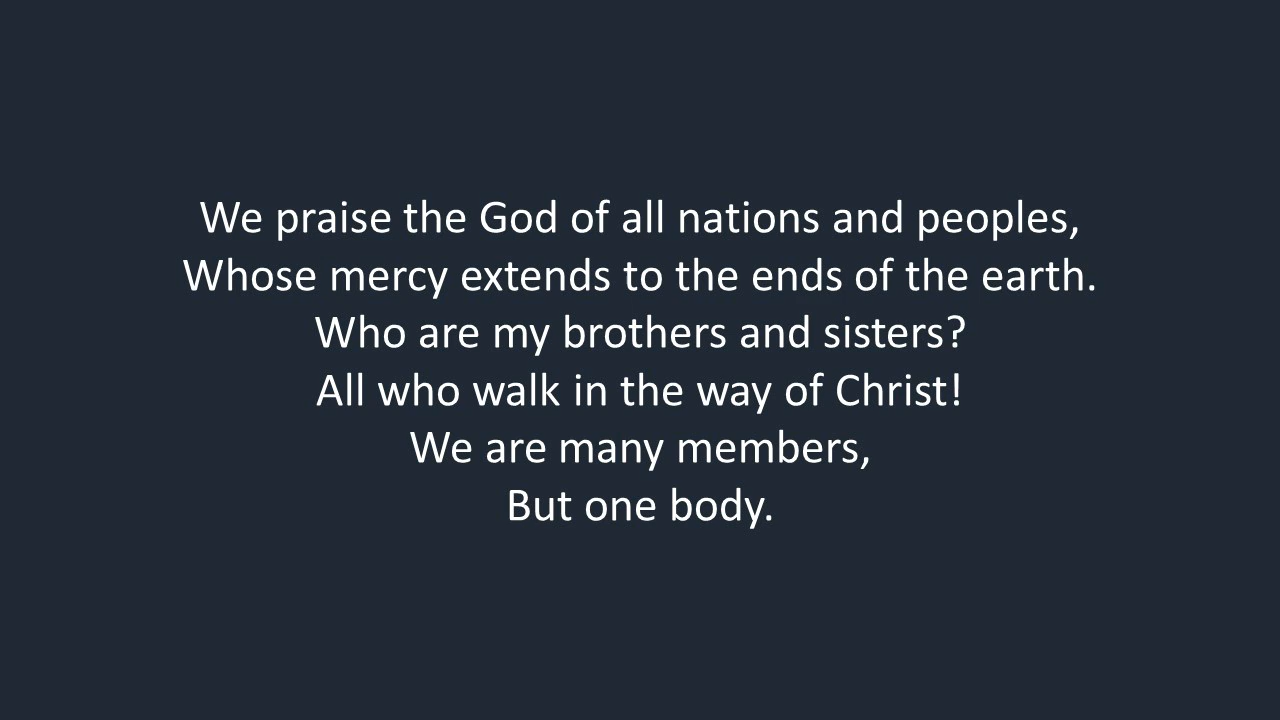 We praise the God of all nations and peoples,
Whose mercy extends to the ends of the earth.
Who are my brothers and sisters?
All who walk in the way of Christ!
We are many members,
But one body.